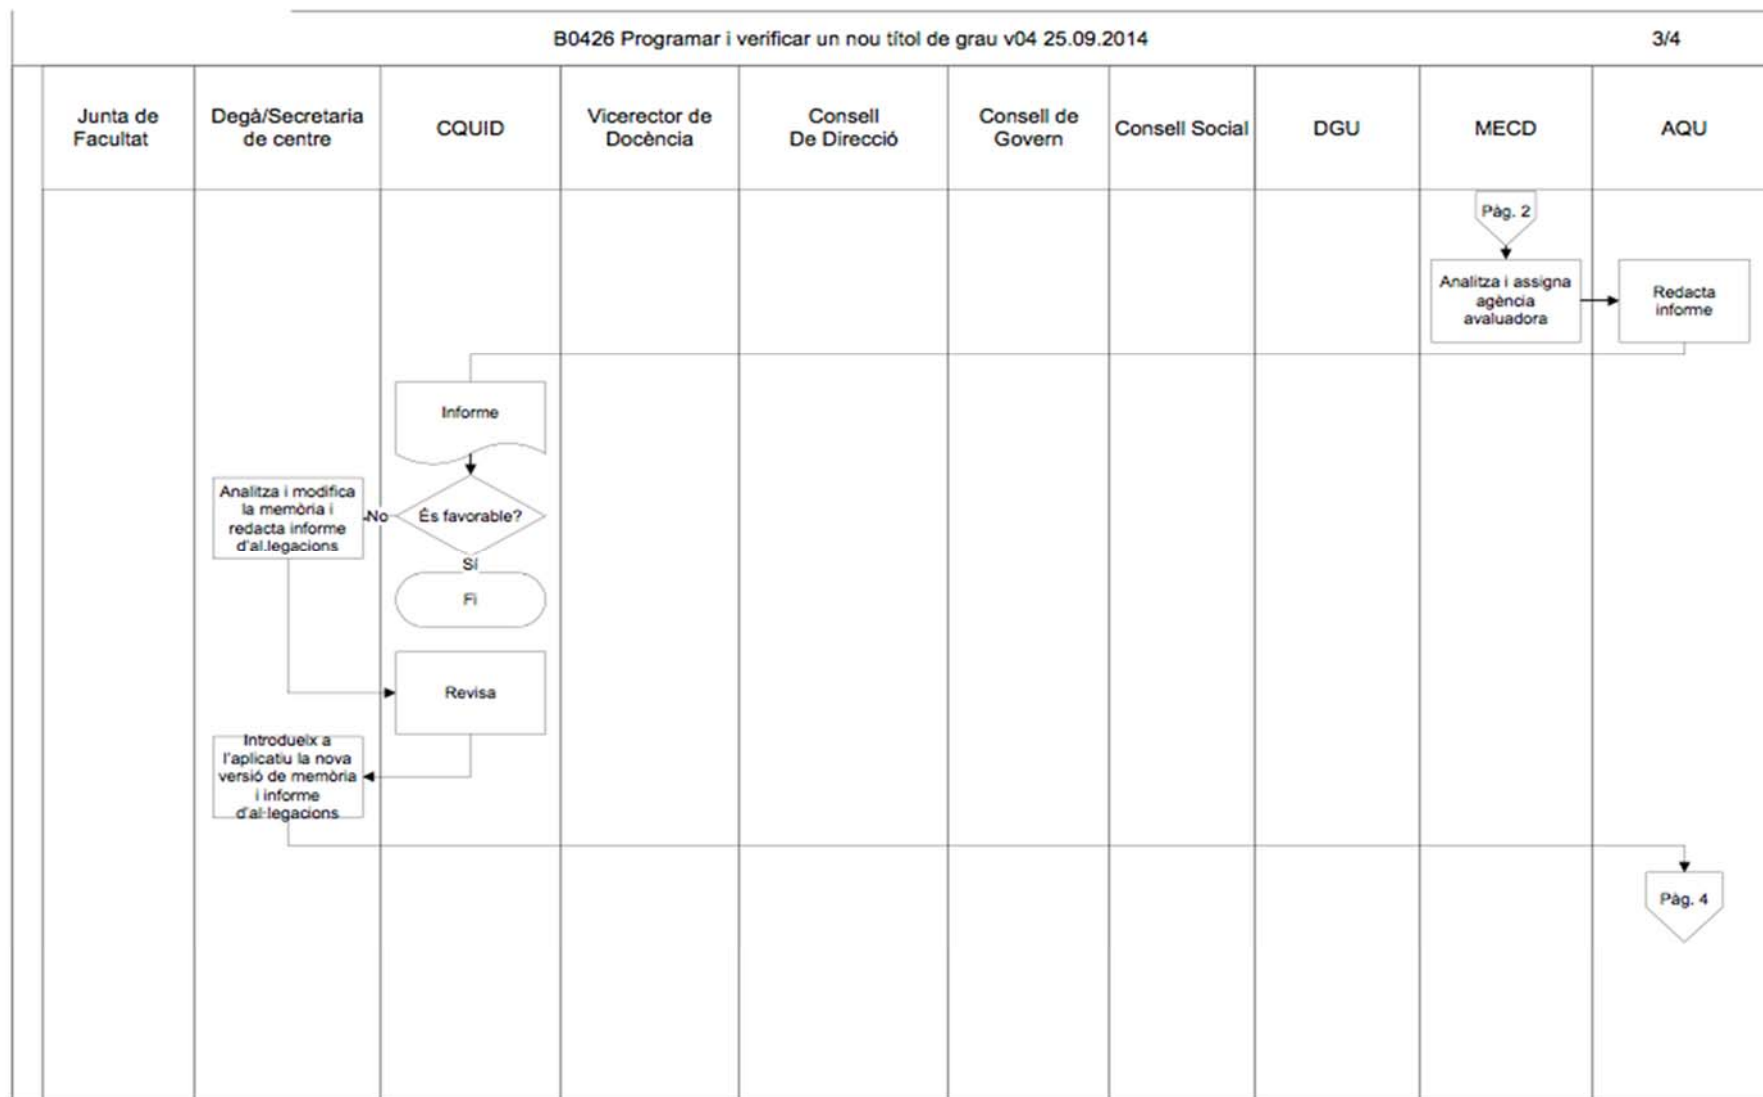 B0426 Programar i verificar un nou títol de grau v04 25.09.2014
3/4
Junta de
Facultat
Degà/Secretaria
de centre
CQUID
Vicerector de
Docència
Consell
De Direcció
Consell de
Govern
Consell Social
DGU
MECD
AQU
Pàg. 2
Analitza i assigna
agència
avaluadora
Redacta
informe
Informe
Analitza i modifica
la memòria i
redacta informe
d'al.legacions
No
És favorable?
Sí
Fi
Revisa
Introdueix a
l'aplicatiu la nova
versió de memòria
i informe
d'al·legacions
Pàg. 4